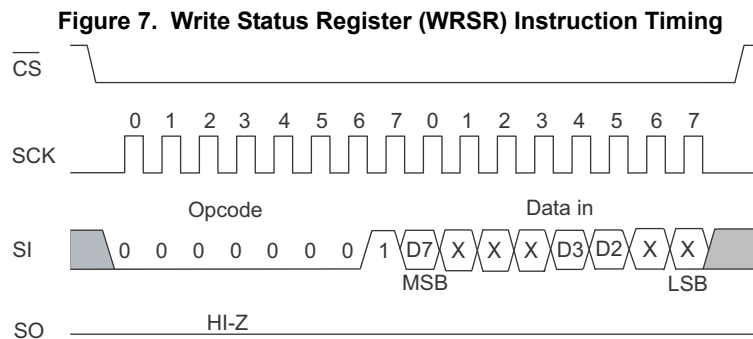 Figure 7. Write Status Register (WRSR) Instruction Timing
CS
0 1 2 3 4 5 6 7 0 1 2 3 4 5 6 7
SCK
Opcode Data in
SI 0 0 0 0 0 0 0 1 D7 X X X D3 D2 X X
MSB LSB
HI-Z
SO